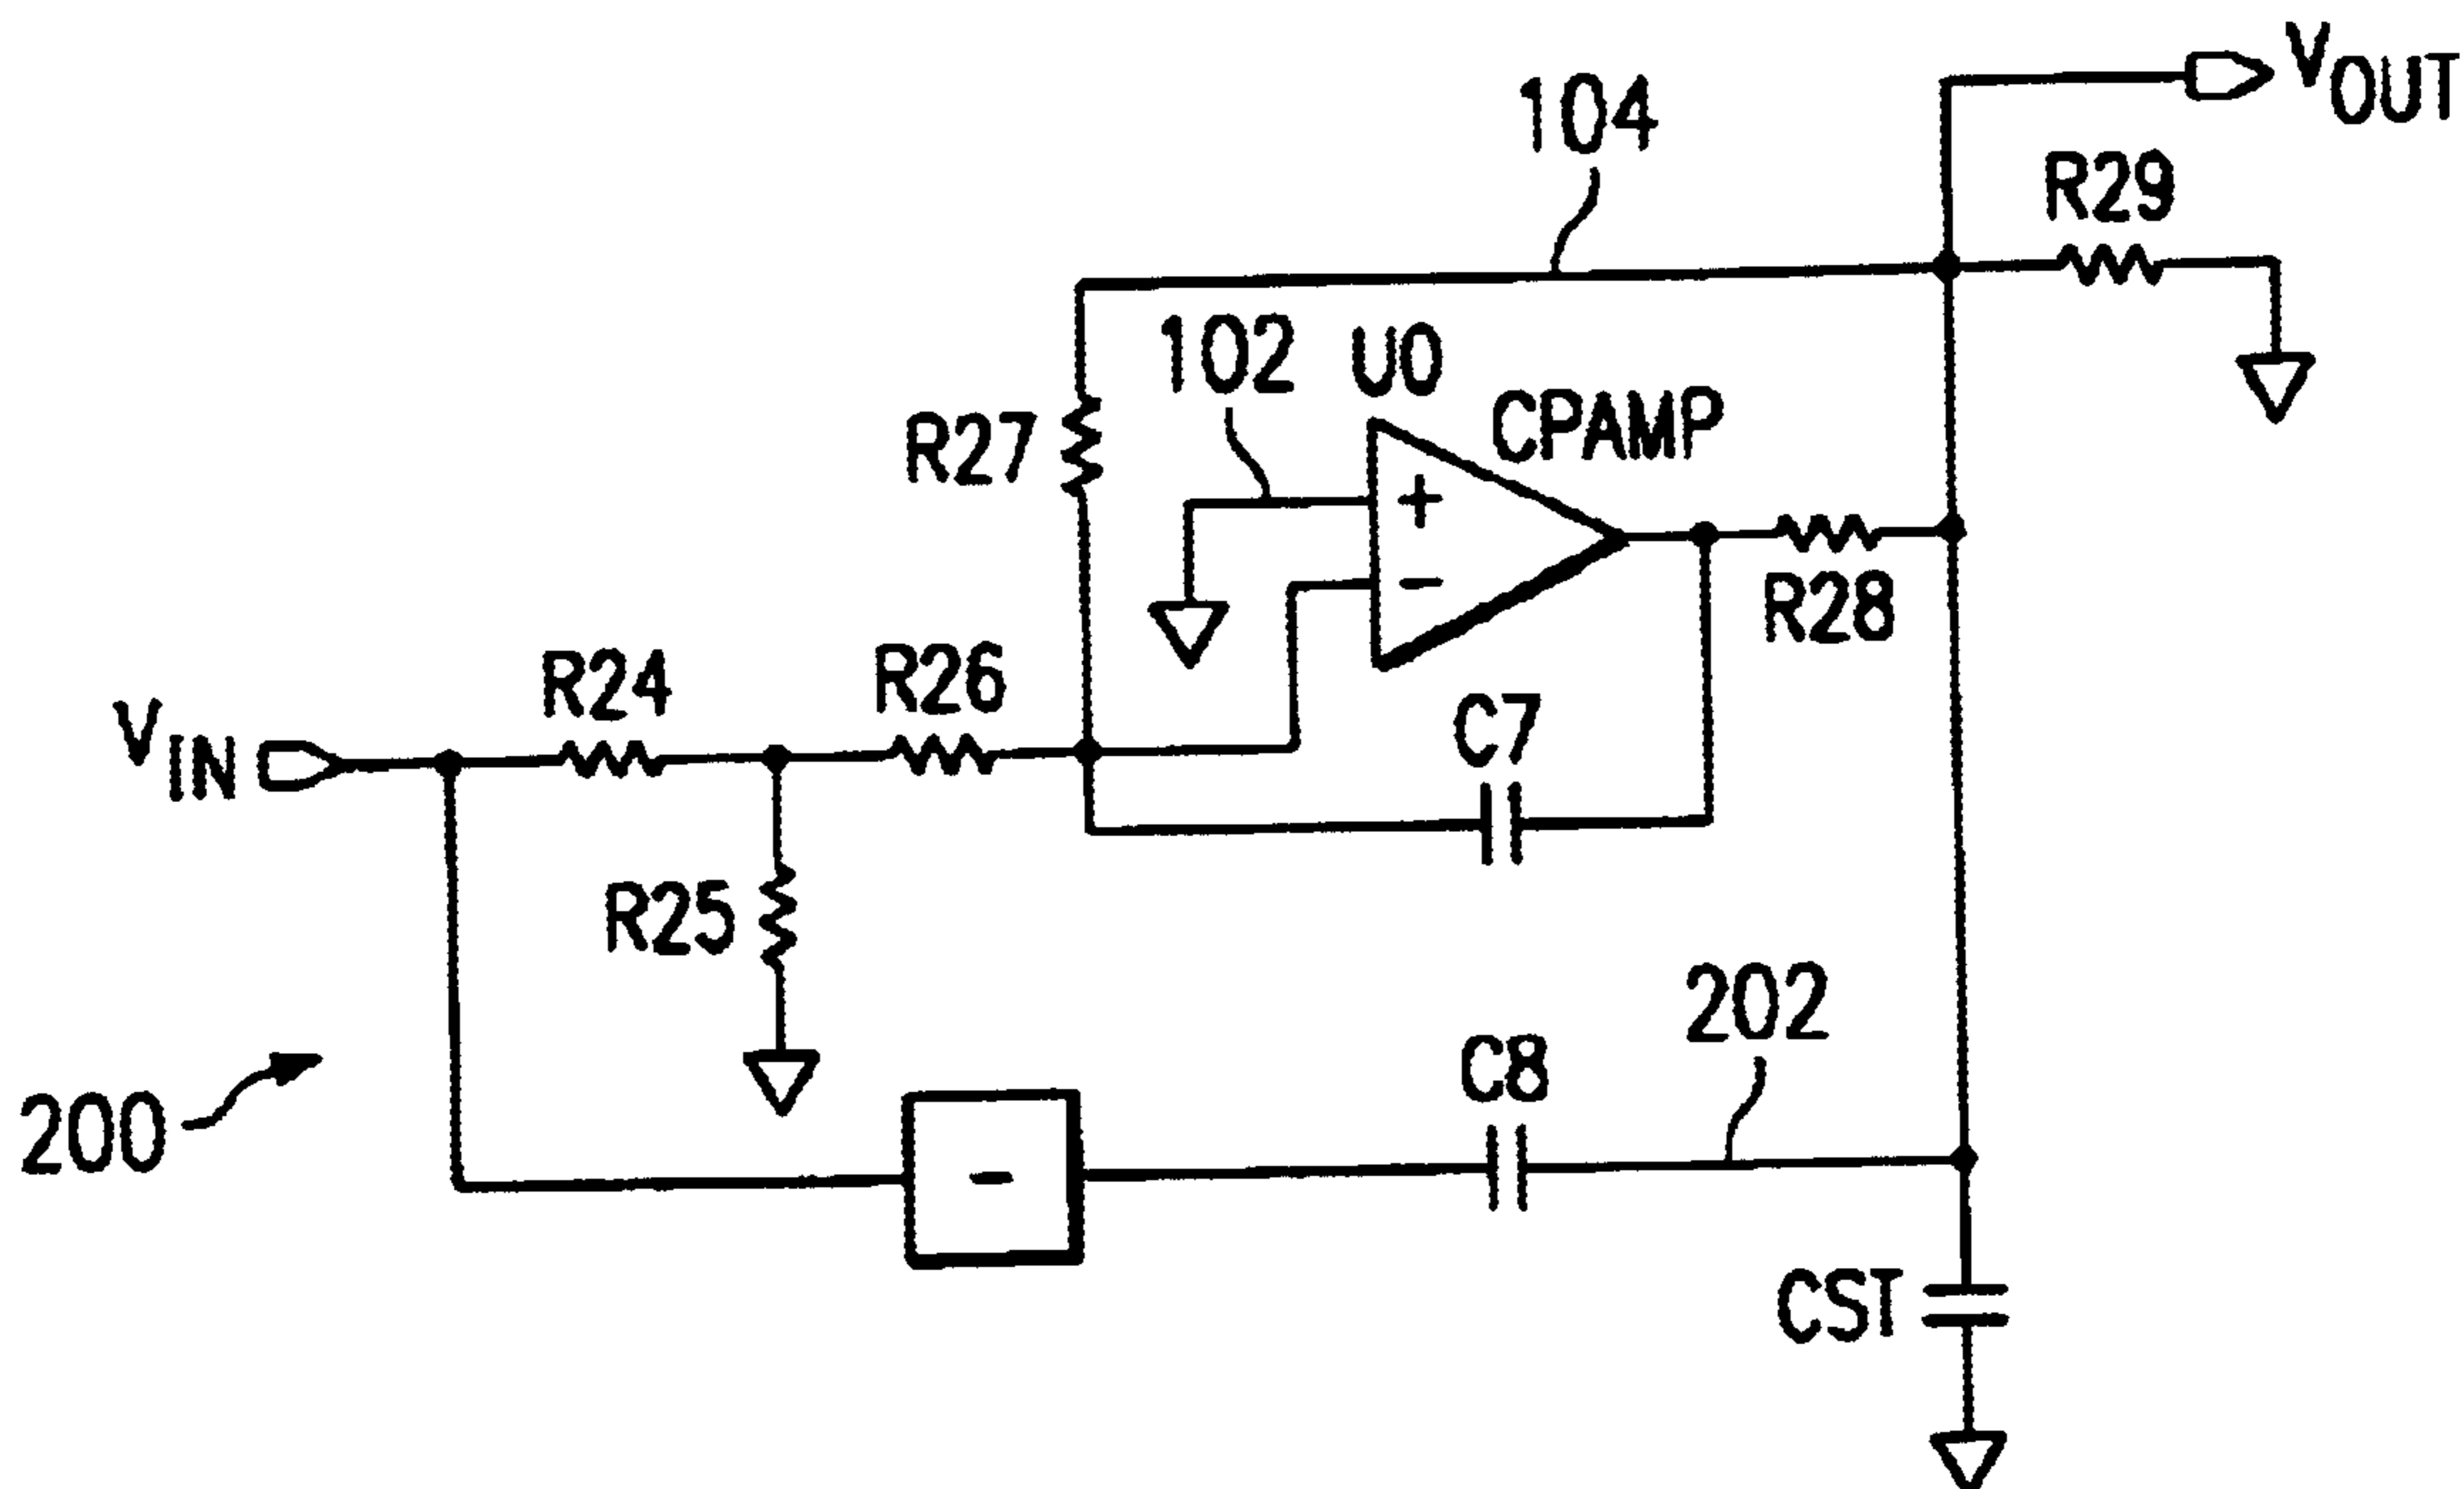 VOUT
104
R29
102 U0
CPAMP
R27
R28
R24
R26
VIN
C7
R25
202
C8
200
CST
+
-
-